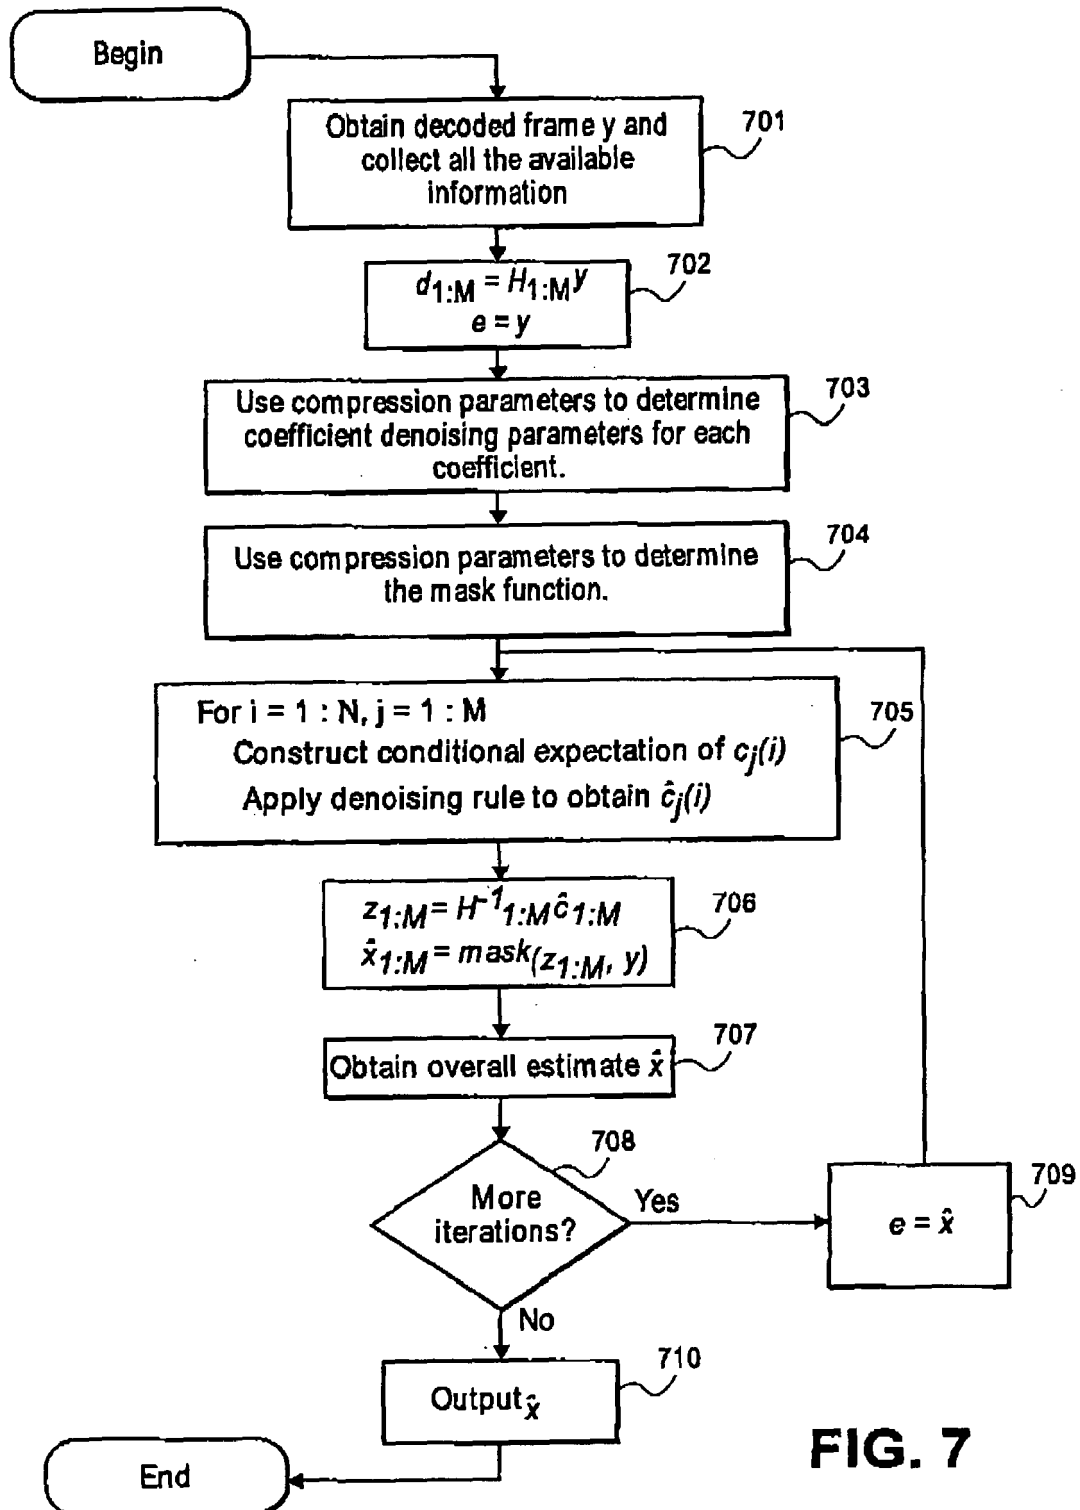 Begin
Obtain decoded frame y and
collect all the available
information
701
d1:M = H1:My
e = y
702
Use compression parameters to determine
coefficient denoising parameters for each
coefficient.
703
Use compression parameters to determine
the mask function.
704
For i = 1 : N, j = 1 : M
Construct conditional expectation of cj(i)
Apply denoising rule to obtain ĉj(i)
705
z1:M = H-11:Mĉ1:M
x̂1:M = mask(z1:M, y)
706
Obtain overall estimate x̂
707
More
iterations?
708
Yes
e = x̂
709
No
Output x̂
710
End
FIG. 7